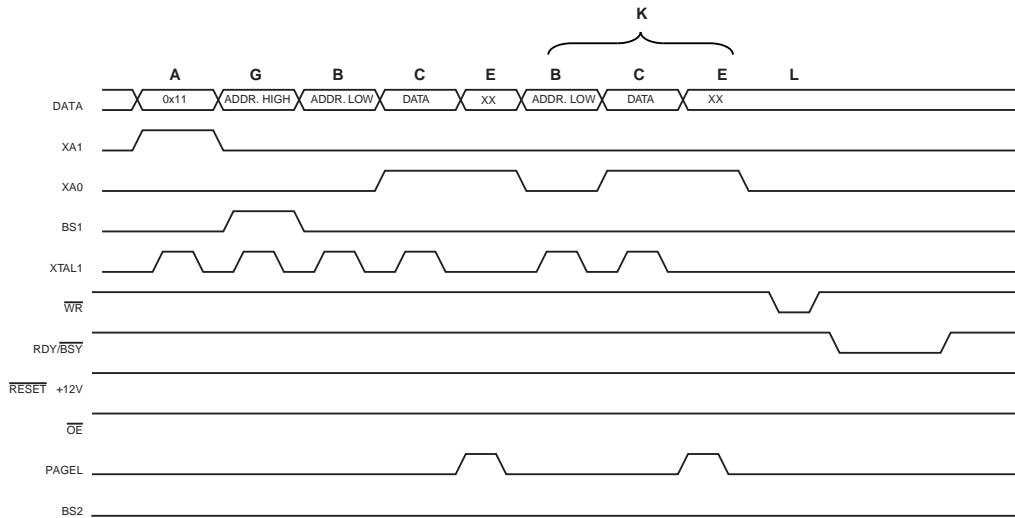 K
A G B C E B C E L
DATA 0x11 ADDR. HIGH ADDR. LOW DATA XX ADDR. LOW DATA XX
XA1
XA0
BS1
XTAL1
WR
RDY/BSY
RESET +12V
OE
PAGEL
BS2